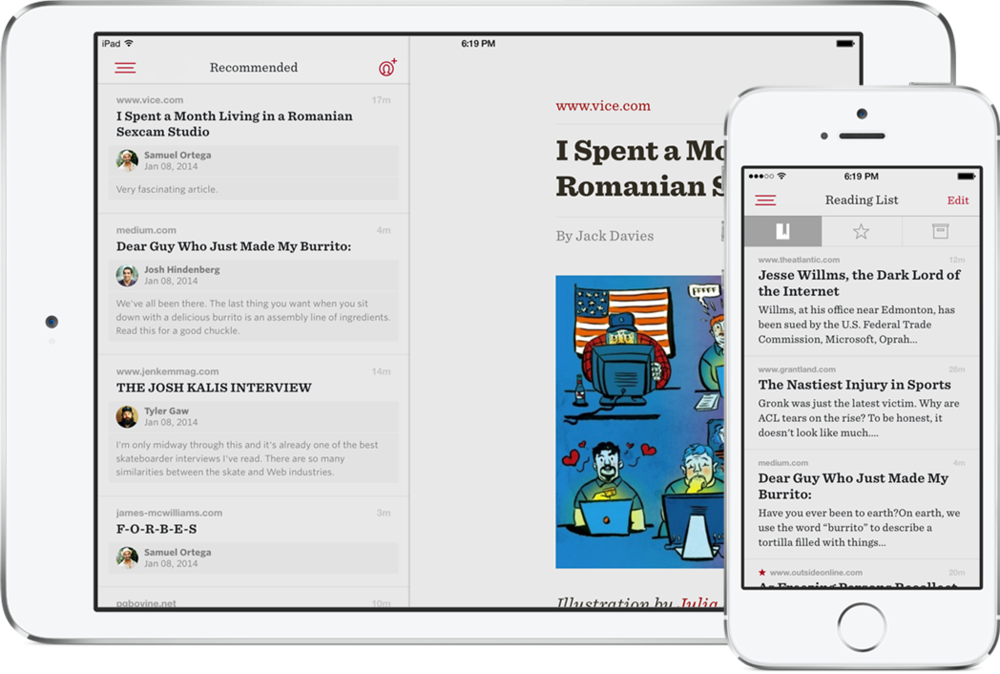 iPad
6:19 PM
Recommended
www.vice.com 17m
I Spent a Month Living in a Romanian
Sexcam Studio
Samuel Ortega
Jan 08, 2014
Very fascinating article.
medium.com 4m
Dear Guy Who Just Made My Burrito:
Josh Hindenberg
Jan 08, 2014
We've all been there. The last thing you want when you sit
down with a delicious burrito is an assembly line of ingredients.
Read this for a good chuckle.
www.jenkemmag.com 14m
THE JOSH KALIS INTERVIEW
Tyler Gaw
Jan 08, 2014
I'm only midway through this and it's already one of the best
skateboarder interviews I've read. There are so many
similarities between the skate and Web industries.
james-mcwilliams.com 3m
F-O-R-B-E-S
Samuel Ortega
Jan 08, 2014
pgbovine.net 10m
www.vice.com
I Spent a Mo
Romanian S
By Jack Davies
Illustration by Julia
6:19 PM
Reading List
Edit
www.theatlantic.com 12m
Jesse Willms, the Dark Lord of
the Internet
Willms, at his office near Edmonton, has
been sued by the U.S. Federal Trade
Commission, Microsoft, Oprah...
www.grantland.com 28m
The Nastiest Injury in Sports
Gronk was just the latest victim. Why are
ACL tears on the rise? To be honest, it
doesn't look like much....
medium.com 4m
Dear Guy Who Just Made My
Burrito:
Have you ever been to earth?On earth, we
use the word “burrito” to describe a
tortilla filled with things...
www.outsideonline.com 20m
As Freezing Persons Recollect